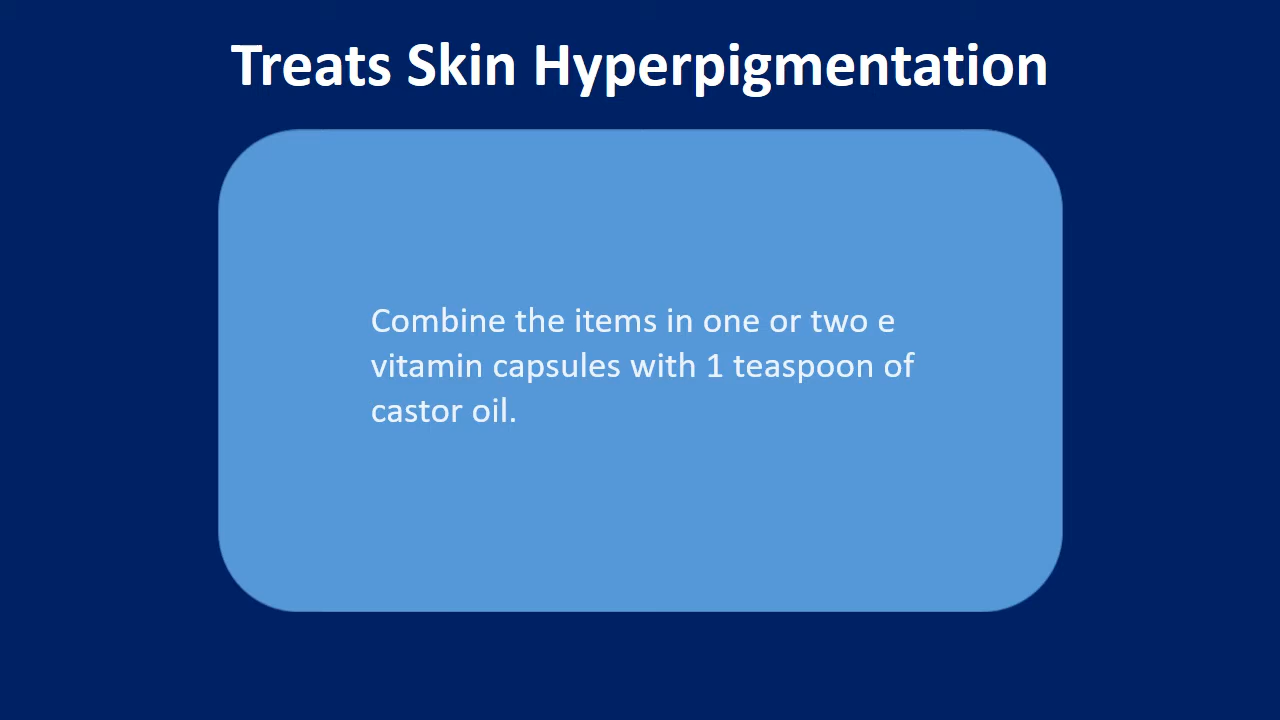 Treats Skin Hyperpigmentation
Combine the items in one or two e
vitamin capsules with 1 teaspoon of
castor oil.